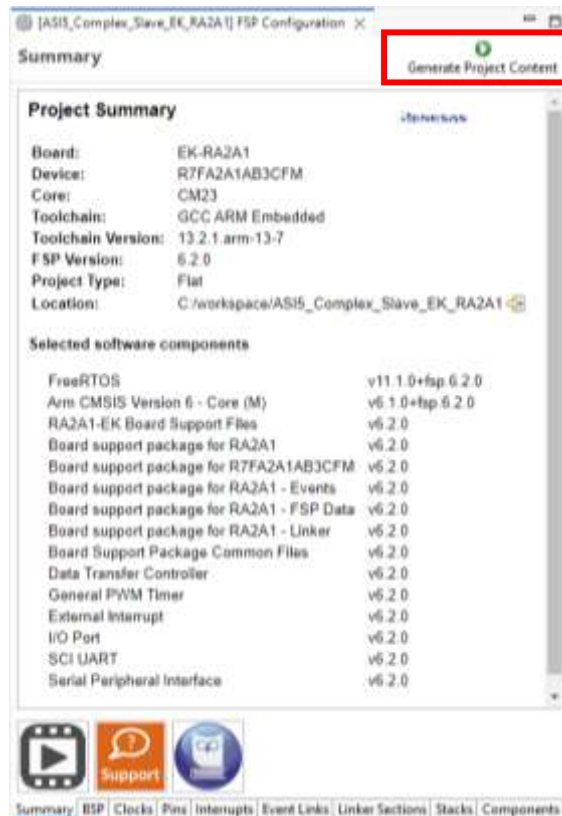 [ASI5_Complex_Slave_EK_RA2A1] FSP Configuration
Summary
Generate Project Content
Project Summary
Board: EK-RA2A1
Device: R7FA2A1AB3CFM
Core: CM23
Toolchain: GCC ARM Embedded
Toolchain Version: 13.2.1.arm-13-7
FSP Version: 6.2.0
Project Type: Flat
Location: C:/workspace/ASI5_Complex_Slave_EK_RA2A1
Selected software components
FreeRTOS v11.1.0+fsp.6.2.0
Arm CMSIS Version 6 - Core (M) v6.1.0+fsp.6.2.0
RA2A1-EK Board Support Files v6.2.0
Board support package for RA2A1 v6.2.0
Board support package for R7FA2A1AB3CFM v6.2.0
Board support package for RA2A1 - Events v6.2.0
Board support package for RA2A1 - FSP Data v6.2.0
Board support package for RA2A1 - Linker v6.2.0
Board Support Package Common Files v6.2.0
Data Transfer Controller v6.2.0
General PWM Timer v6.2.0
External Interrupt v6.2.0
I/O Port v6.2.0
SCI UART v6.2.0
Serial Peripheral Interface v6.2.0
Support
Summary BSP Clocks Pins Interrupts Event Links Linker Sections Stacks Components